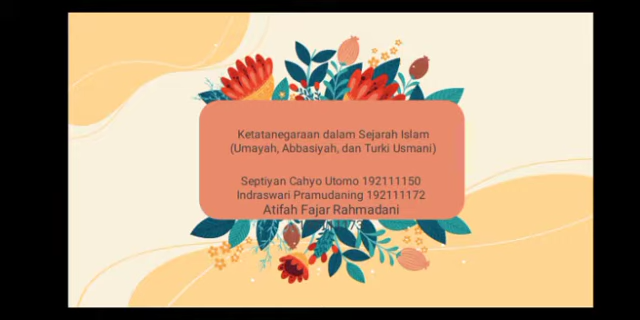 Ketatanegaraan dalam Sejarah Islam
(Umayah, Abbasiyah, dan Turki Usmani)
Septiyan Cahyo Utomo 192111150
Indraswari Pramudaning 192111172
Atifah Fajar Rahmadani